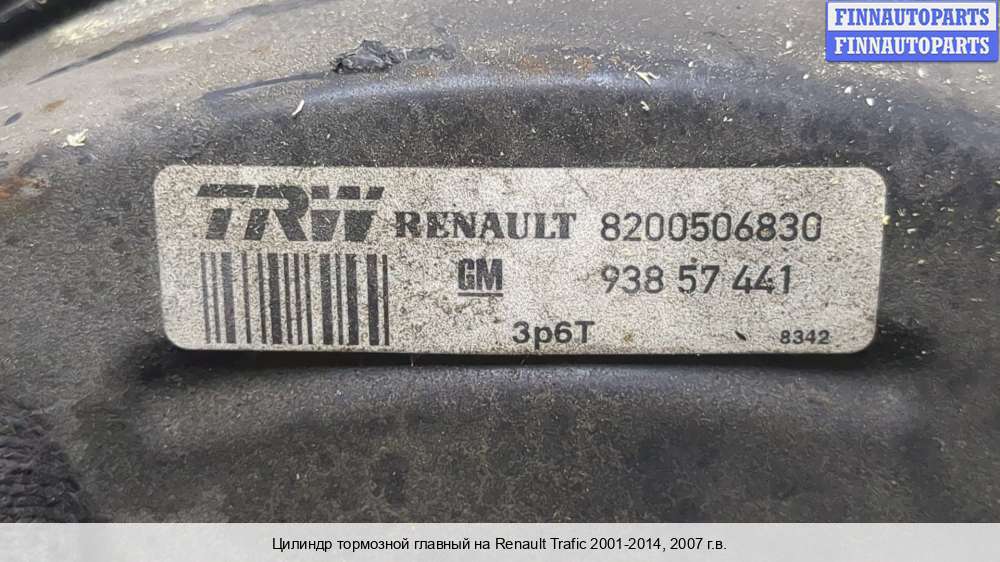 FINNAUTOPARTS
FINNAUTOPARTS
TRW RENAULT 8200506830
GM 938 57 441
3p6T 8342
Цилиндр тормозной главный на Renault Trafic 2001-2014, 2007 г.в.